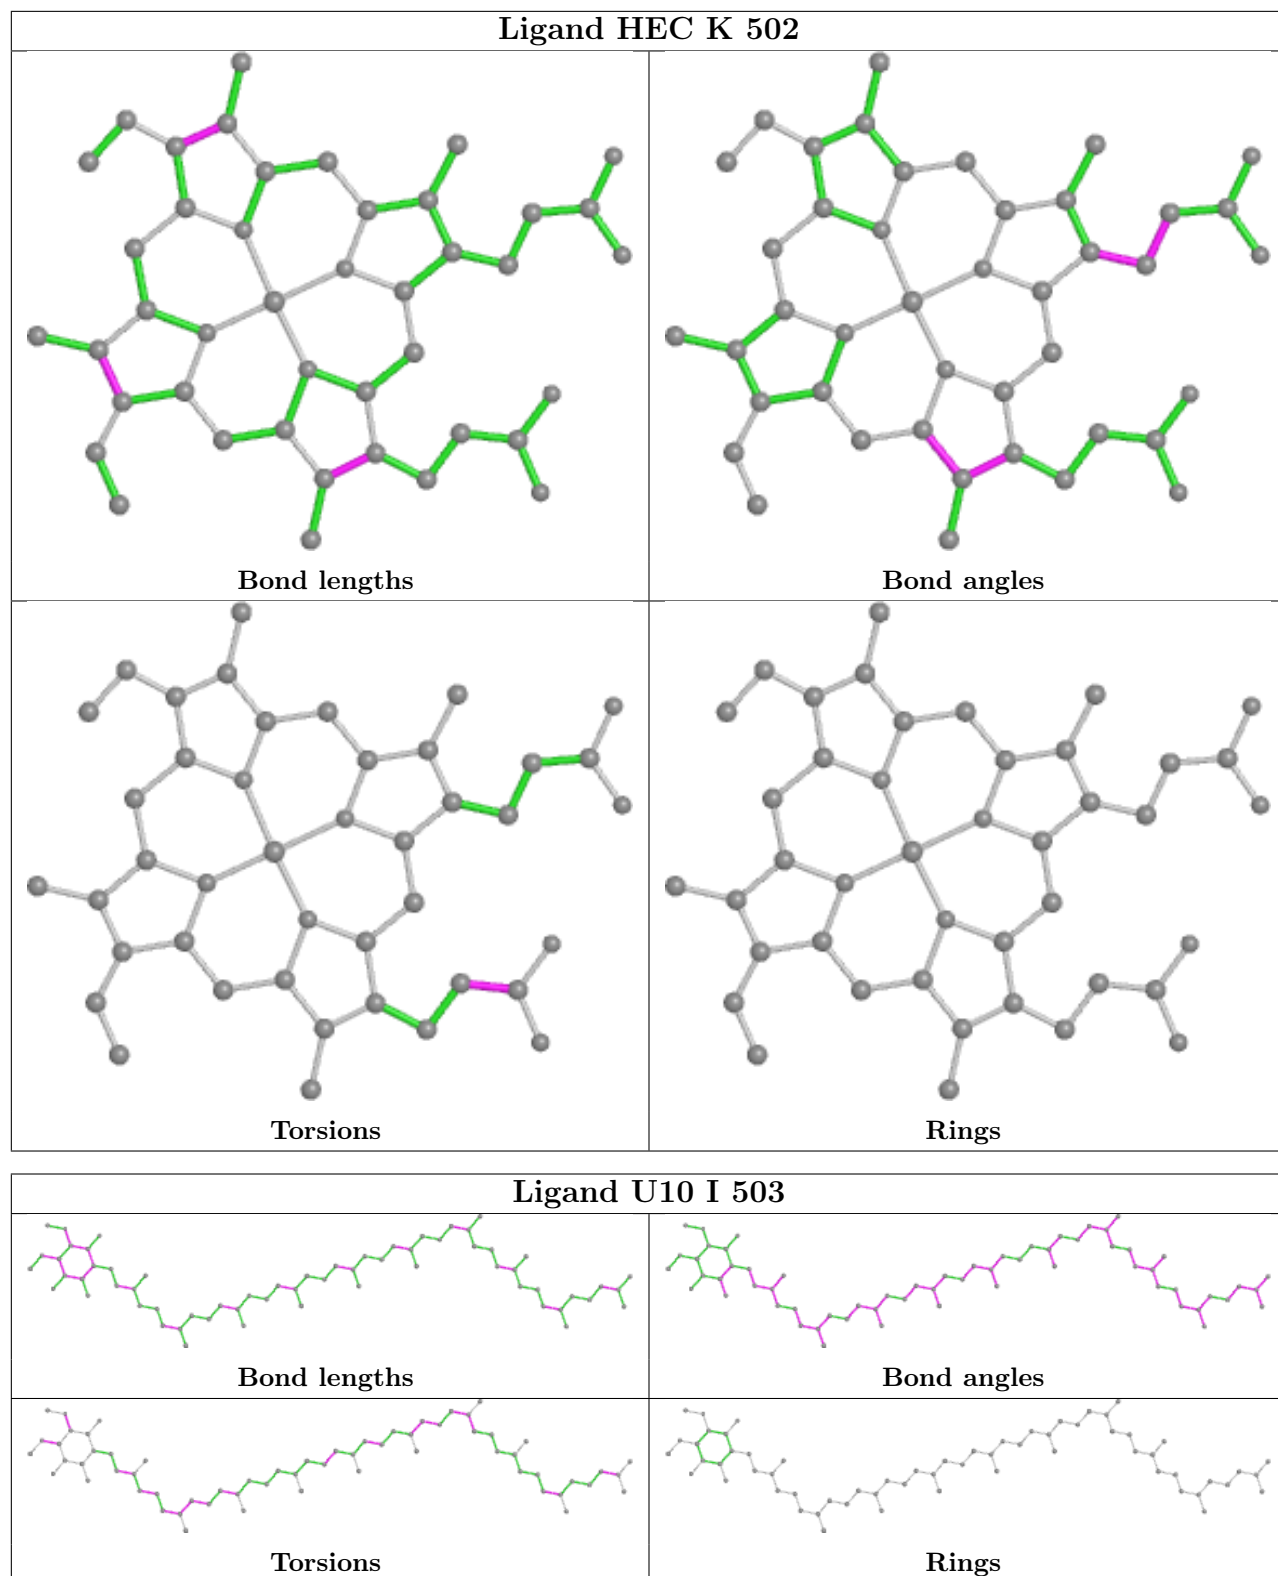 Ligand HEC K 502
Bond lengths
Bond angles
Torsions
Rings
Ligand U10 I 503
Bond lengths
Bond angles
Torsions
Rings